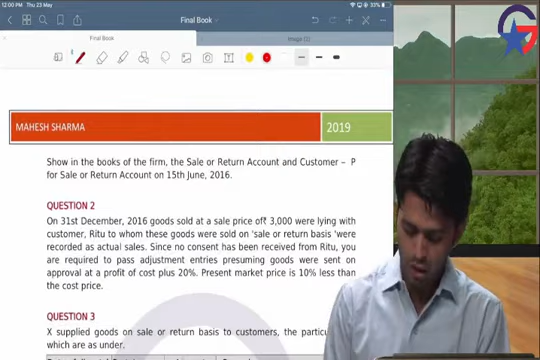 12:00 PM Thu 23 May
33%
Final Book
Final Book
Image (1)
MAHESH SHARMA
2019
Show in the books of the firm, the Sale or Return Account and Customer – P
for Sale or Return Account on 15th June, 2016.
QUESTION 2
On 31st December, 2016 goods sold at a sale price of₹ 3,000 were lying with
customer, Ritu to whom these goods were sold on 'sale or return basis 'were
recorded as actual sales. Since no consent has been received from Ritu, you
are required to pass adjustment entries presuming goods were sent on
approval at a profit of cost plus 20%. Present market price is 10% less than
the cost price.
QUESTION 3
X supplied goods on sale or return basis to customers, the particu
which are as under.